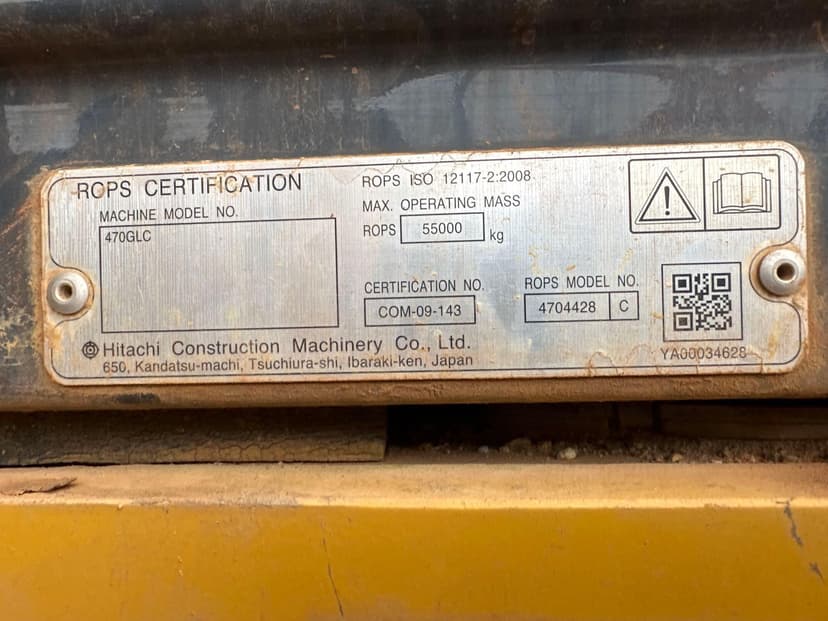 ROPS CERTIFICATION
MACHINE MODEL NO.
470GLC
ROPS ISO 12117-2:2008
MAX. OPERATING MASS
ROPS 55000 kg
CERTIFICATION NO.
COM-09-143
ROPS MODEL NO.
4704428 C
Hitachi Construction Machinery Co., Ltd.
650, Kandatsu-machi, Tsuchiura-shi, Ibaraki-ken, Japan
YA00034628